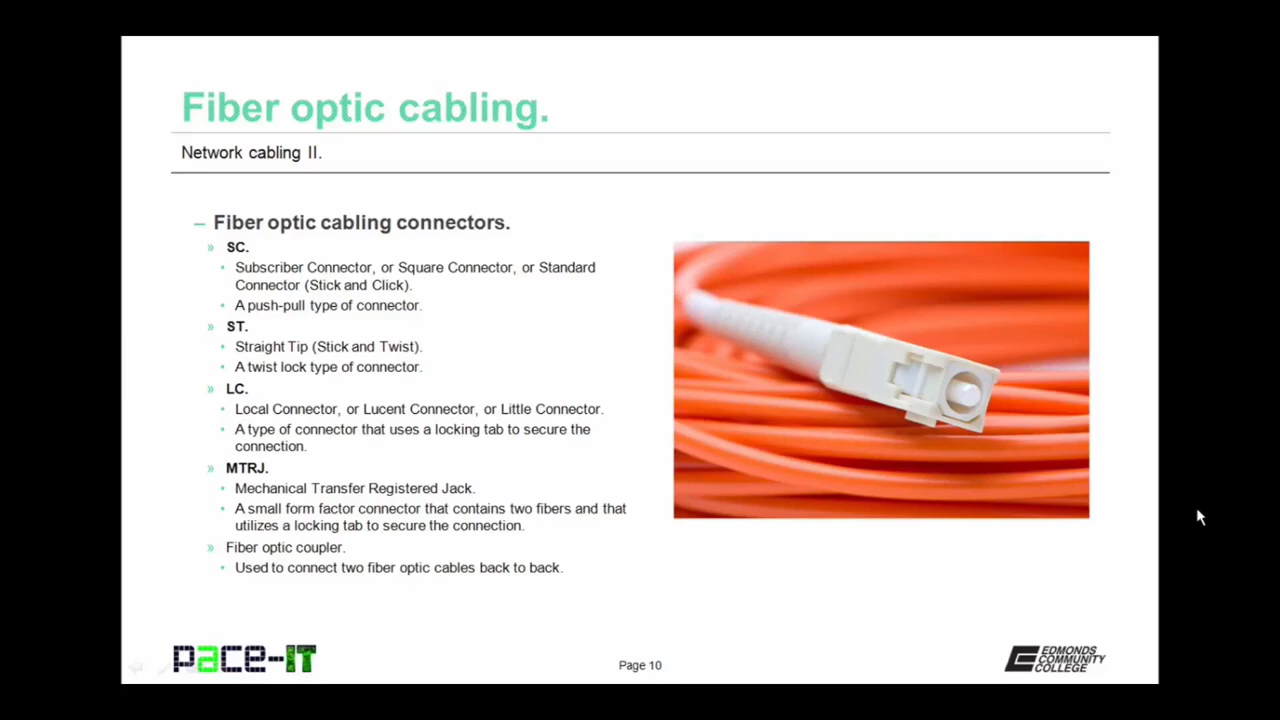 Fiber optic cabling.
Network cabling II.
– Fiber optic cabling connectors.
» SC.
• Subscriber Connector, or Square Connector, or Standard
Connector (Stick and Click).
• A push-pull type of connector.
» ST.
• Straight Tip (Stick and Twist).
• A twist lock type of connector.
» LC.
• Local Connector, or Lucent Connector, or Little Connector.
• A type of connector that uses a locking tab to secure the
connection.
» MTRJ.
• Mechanical Transfer Registered Jack.
• A small form factor connector that contains two fibers and that
utilizes a locking tab to secure the connection.
» Fiber optic coupler.
• Used to connect two fiber optic cables back to back.
pace-IT
Page 10
EDMONDS
COMMUNITY
COLLEGE